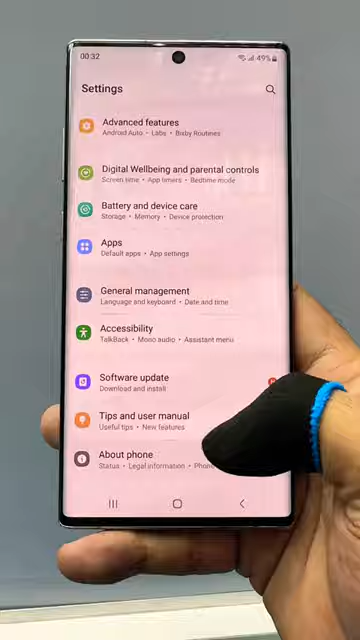 00:32
49%
Settings
Advanced features
Android Auto • Labs • Bixby Routines
Digital Wellbeing and parental controls
Screen time • App timers • Bedtime mode
Battery and device care
Storage • Memory • Device protection
Apps
Default apps • App settings
General management
Language and keyboard • Date and time
Accessibility
TalkBack • Mono audio • Assistant menu
Software update
Download and install
Tips and user manual
Useful tips • New features
About phone
Status • Legal information • Phone